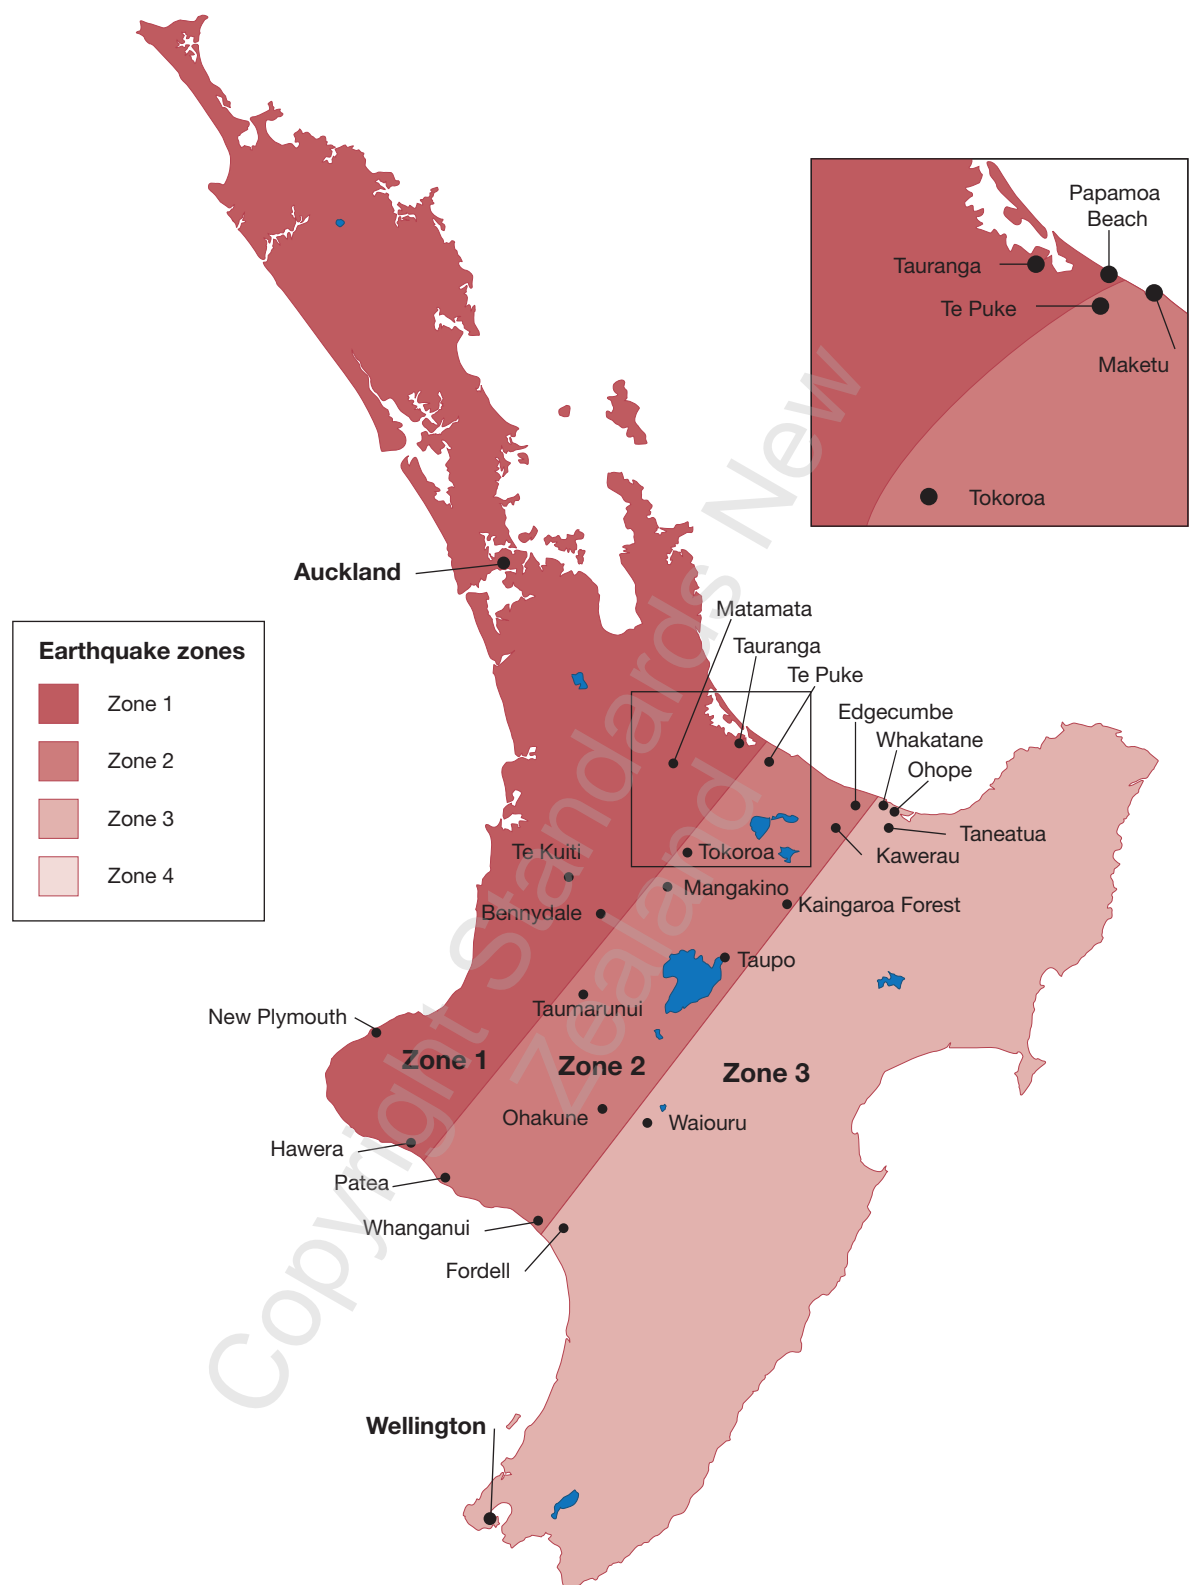 Papamoa
Beach
Tauranga
Te Puke
Maketu
Tokoroa
Auckland
Matamata
Tauranga
Te Puke
Edgecumbe
Whakatane
Ohope
Taneatua
Kawerau
Earthquake zones
Zone 1
Zone 2
Zone 3
Zone 4
Te Kuiti
Tokoroa
Mangakino
Bennydale
Kaingaroa Forest
Taupo
Taumarunui
New Plymouth
Zone 1
Zone 2
Zone 3
Ohakune
Waiouru
Hawera
Patea
Whanganui
Fordell
Wellington
Copyright Standards New
Zealand